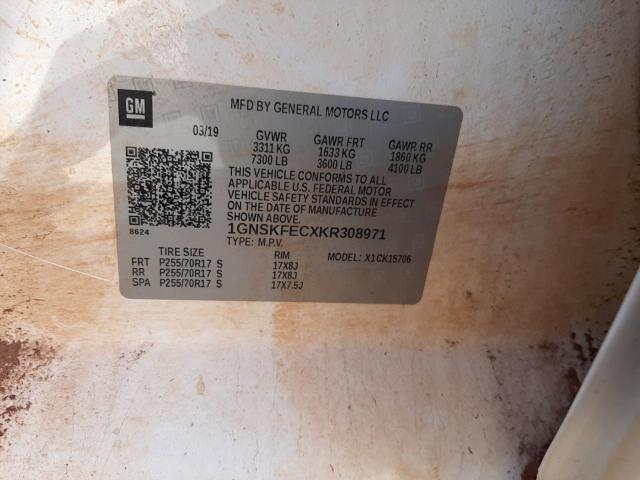 GM
MFD BY GENERAL MOTORS LLC
03/19 GVWR GAWR FRT GAWR RR
3311 KG 1633 KG 1860 KG
7300 LB 3600 LB 4100 LB
THIS VEHICLE CONFORMS TO ALL
APPLICABLE U.S. FEDERAL MOTOR
VEHICLE SAFETY STANDARDS IN EFFECT
ON THE DATE OF MANUFACTURE
SHOWN ABOVE.
8624
1GNSKFECXKR308971
TYPE: M.P.V. MODEL: X1CK15706
TIRE SIZE RIM
FRT P255/70R17 S 17X8J
RR P255/70R17 S 17X8J
SPA P255/70R17 S 17X7.5J